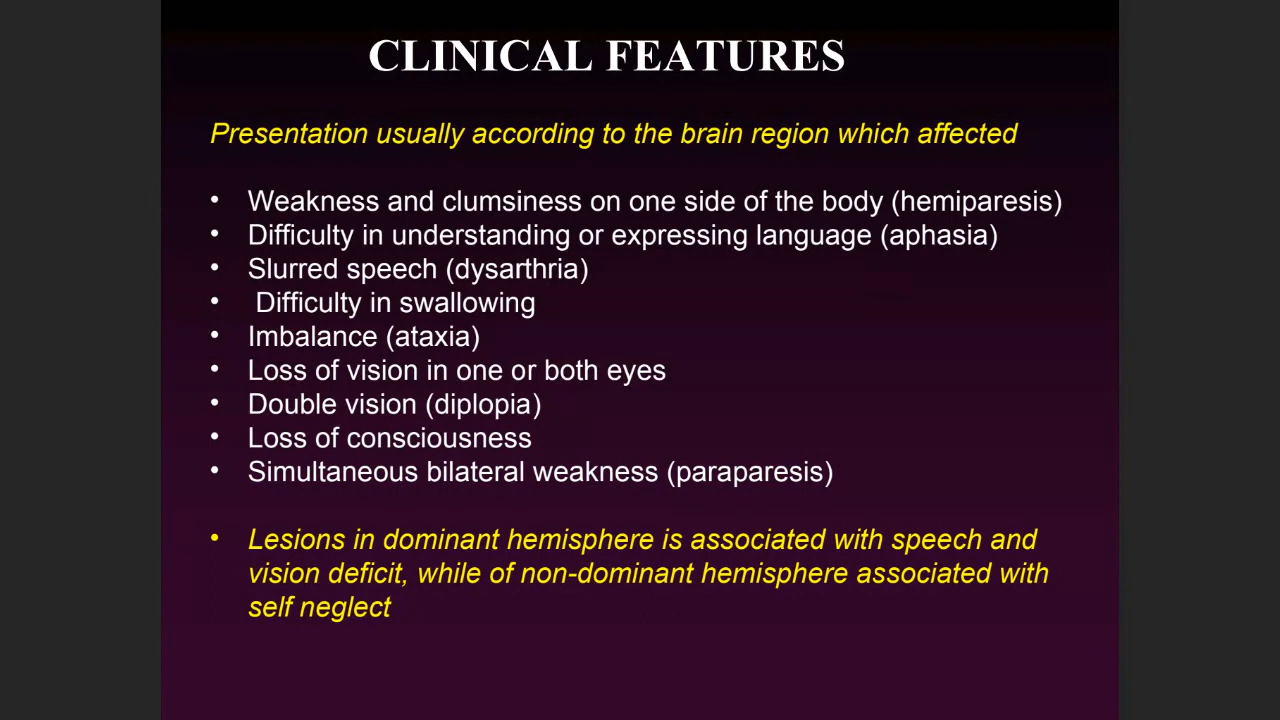 CLINICAL FEATURES
Presentation usually according to the brain region which affected
• Weakness and clumsiness on one side of the body (hemiparesis)
• Difficulty in understanding or expressing language (aphasia)
• Slurred speech (dysarthria)
• Difficulty in swallowing
• Imbalance (ataxia)
• Loss of vision in one or both eyes
• Double vision (diplopia)
• Loss of consciousness
• Simultaneous bilateral weakness (paraparesis)
• Lesions in dominant hemisphere is associated with speech and
vision deficit, while of non-dominant hemisphere associated with
self neglect